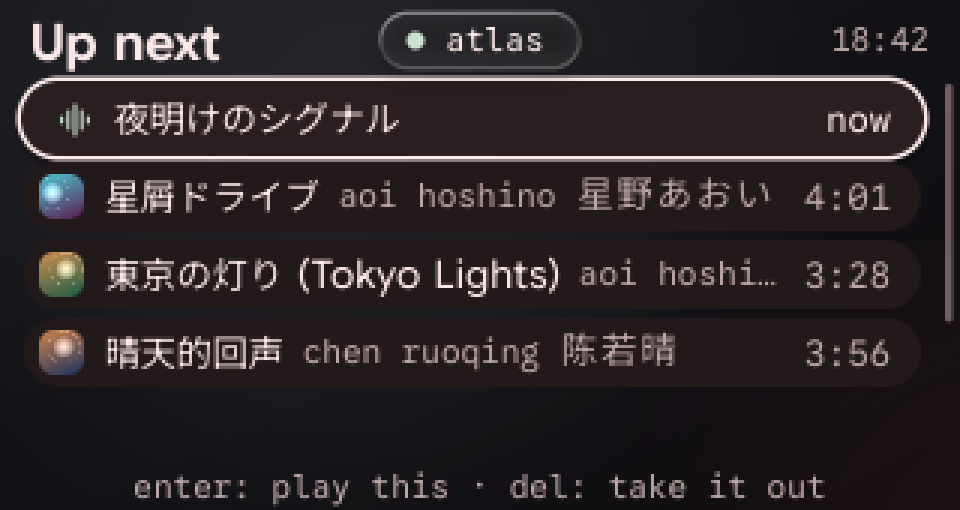 Up next atlas 18:42
夜明けのシグナル now
星屑ドライブ aoi hoshino 星野あおい 4:01
東京の灯り (Tokyo Lights) aoi hoshi… 3:28
晴天的回声 chen ruoqing 陈若晴 3:56
enter: play this · del: take it out